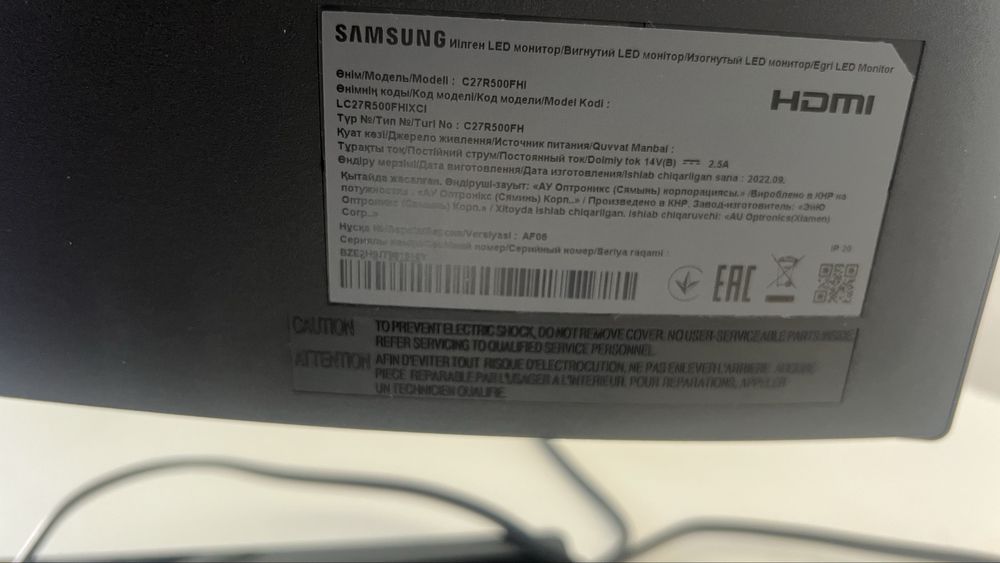 SAMSUNG Иілген LED монитор/Вигнутий LED монітор/Изогнутый LED монитор/Egri LED Monitor
Өнім/Модель/Modeli : C27R500FHI
Өнімнің коды/Код моделі/Код модели/Model Kodi :
LC27R500FHIXCI
HDMI
Түр №/Тип №/Turi No : C27R500FH
Қуат көзі/Джерело живлення/Источник питания/Quvvat Manbai :
Тұрақты ток/Постійний струм/Постоянный ток/Doimiy tok 14V(B) ⎓ 2.5A
Өндіру мерзімі/Дата виготовлення/Дата изготовления/Ishlab chiqarilgan sana : 2022.09.
Қытайда жасалған. Өндіруші-зауыт: «АУ Оптроникс (Сямынь) корпорациясы.» /Вироблено в КНР на
потужностях : «АУ Оптронікс (Сяминь) Корп..» / Произведено в КНР. Завод-изготовитель: «ЭйЮ
Оптроникс (Сямынь) Корп.» / Xitoyda ishlab chiqarilgan. Ishlab chiqaruvchi: «AU Optronics(Xiamen)
Corp..»
Нұсқа : AF06
Сериялы номер/Серийный номер/Seriya raqami :
IP 20
EAC
CAUTION TO PREVENT ELECTRIC SHOCK, DO NOT REMOVE COVER. NO USER-SERVICEABLE PARTS INSIDE.
REFER SERVICING TO QUALIFIED SERVICE PERSONNEL.
ATTENTION AFIN D'EVITER TOUT RISQUE D'ELECTROCUTION, NE PAS ENLEVER L'ARRIERE. AUCUNE
PIECE REPARABLE PAR L'USAGER A L'INTERIEUR. POUR REPARATIONS, APPELER
UN TECHNICIEN QUALIFIE.